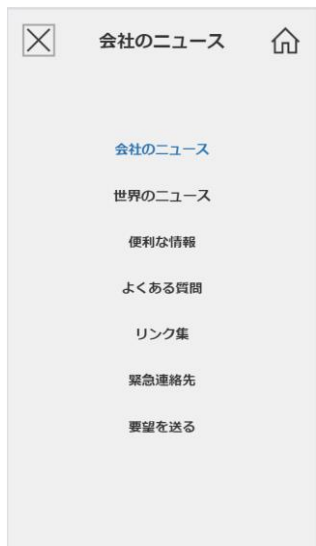 会社のニュース
会社のニュース
世界のニュース
便利な情報
よくある質問
リンク集
緊急連絡先
要望を送る